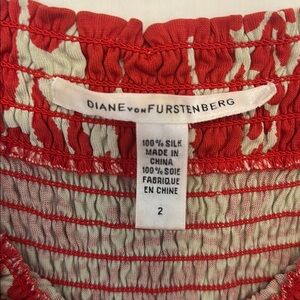 DIANE VON FURSTENBERG
100% SILK
MADE IN
CHINA
100% SOIE
FABRIQUE
EN CHINE
2